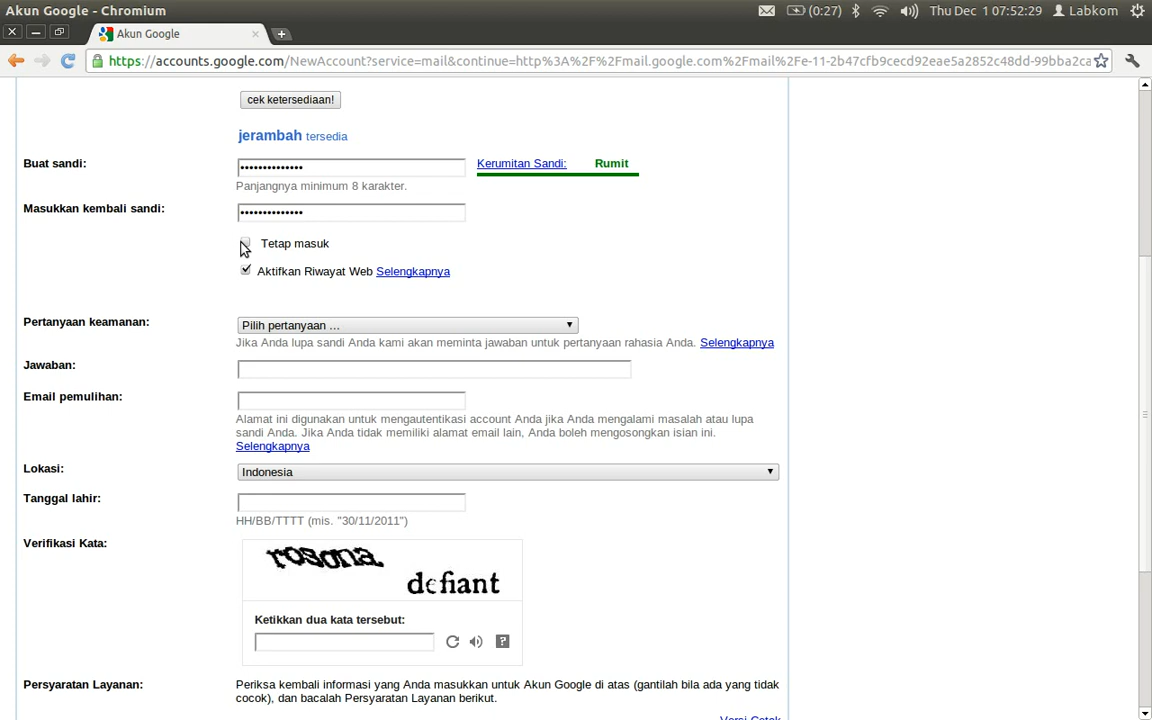 Akun Google - Chromium
(0:27) Thu Dec 1 07:52:29 Labkom
Akun Google
https://accounts.google.com/NewAccount?service=mail&continue=http%3A%2F%2Fmail.google.com%2Fmail%2Fe-11-2b47cfb9cecd92eae5a2852c48dd-99bba2ca
cek ketersediaan!
jerambah tersedia
Buat sandi:
Kerumitan Sandi: Rumit
Panjangnya minimum 8 karakter.
Masukkan kembali sandi:
Tetap masuk
Aktifkan Riwayat Web Selengkapnya
Pertanyaan keamanan: Pilih pertanyaan ...
Jika Anda lupa sandi Anda kami akan meminta jawaban untuk pertanyaan rahasia Anda. Selengkapnya
Jawaban:
Email pemulihan:
Alamat ini digunakan untuk mengautentikasi account Anda jika Anda mengalami masalah atau lupa
sandi Anda. Jika Anda tidak memiliki alamat email lain, Anda boleh mengosongkan isian ini.
Selengkapnya
Lokasi: Indonesia
Tanggal lahir:
HH/BB/TTTT (mis. "30/11/2011")
Verifikasi Kata:
rosona
defiant
Ketikkan dua kata tersebut:
Persyaratan Layanan: Periksa kembali informasi yang Anda masukkan untuk Akun Google di atas (gantilah bila ada yang tidak
cocok), dan bacalah Persyaratan Layanan berikut.
Versi Cetak